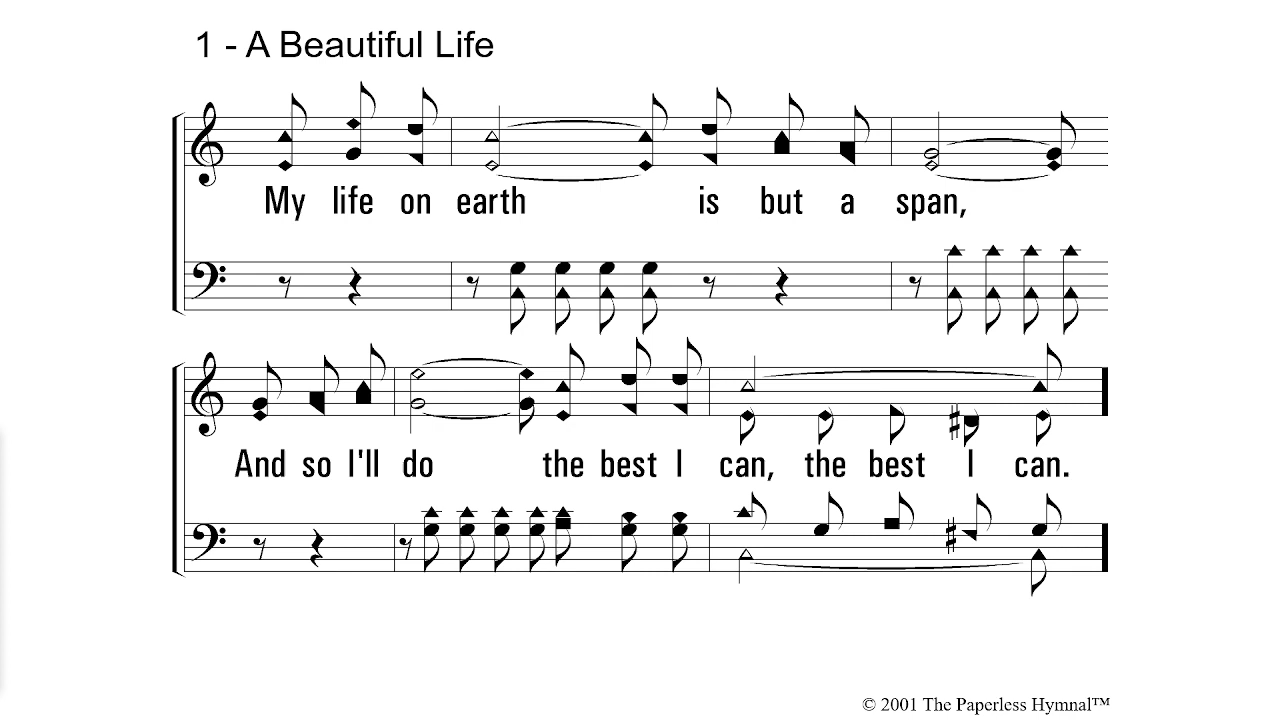 1 - A Beautiful Life
My life on earth is but a span,
And so I'll do the best I can, the best I can.
© 2001 The Paperless Hymnal™